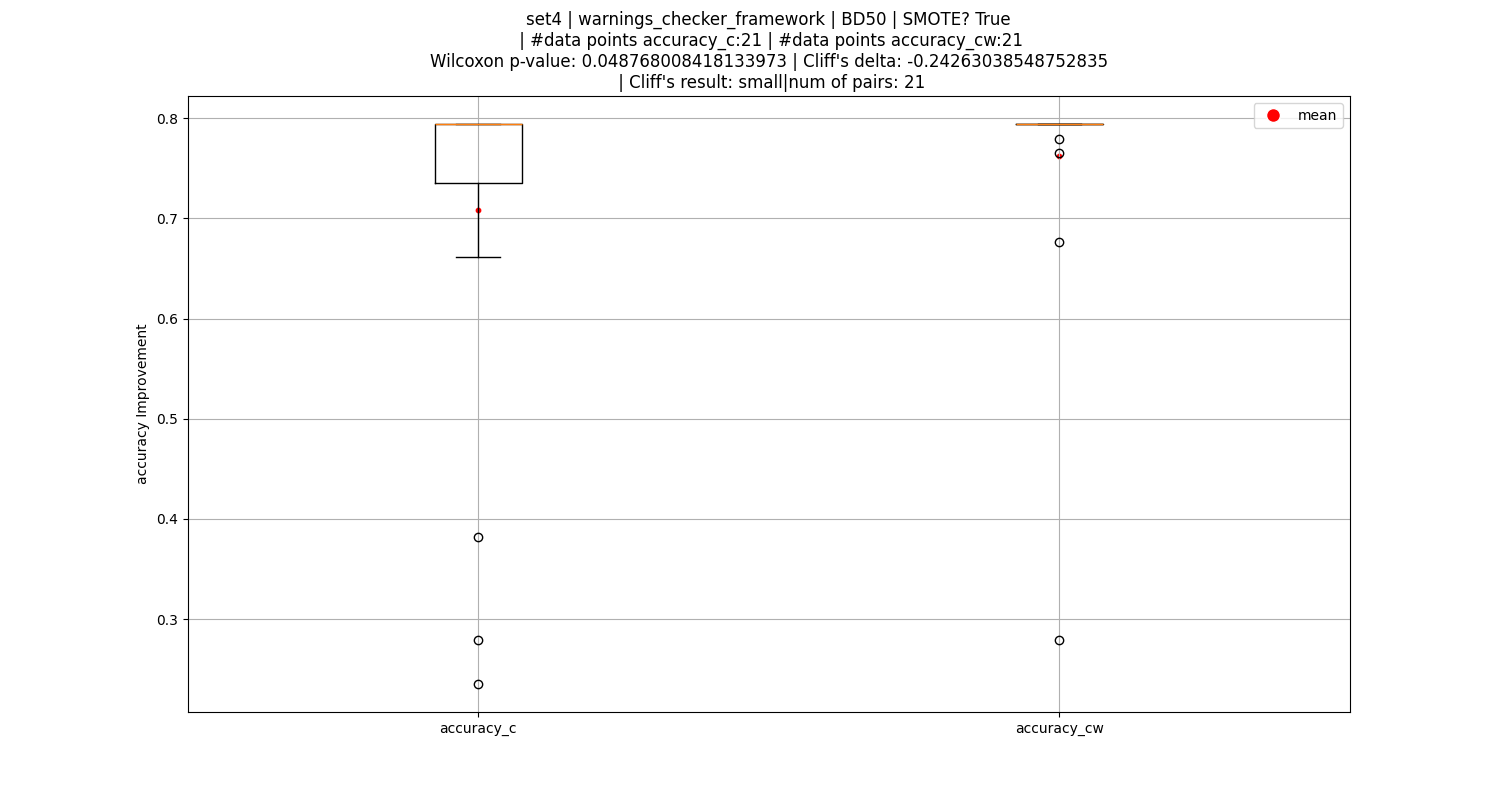 set4 | warnings_checker_framework | BD50 | SMOTE? True
| #data points accuracy_c:21 | #data points accuracy_cw:21
Wilcoxon p-value: 0.048768008418133973 | Cliff's delta: -0.24263038548752835
| Cliff's result: small|num of pairs: 21
mean
0.8
0.7
0.6
0.5
0.4
0.3
accuracy Improvement
accuracy_c
accuracy_cw